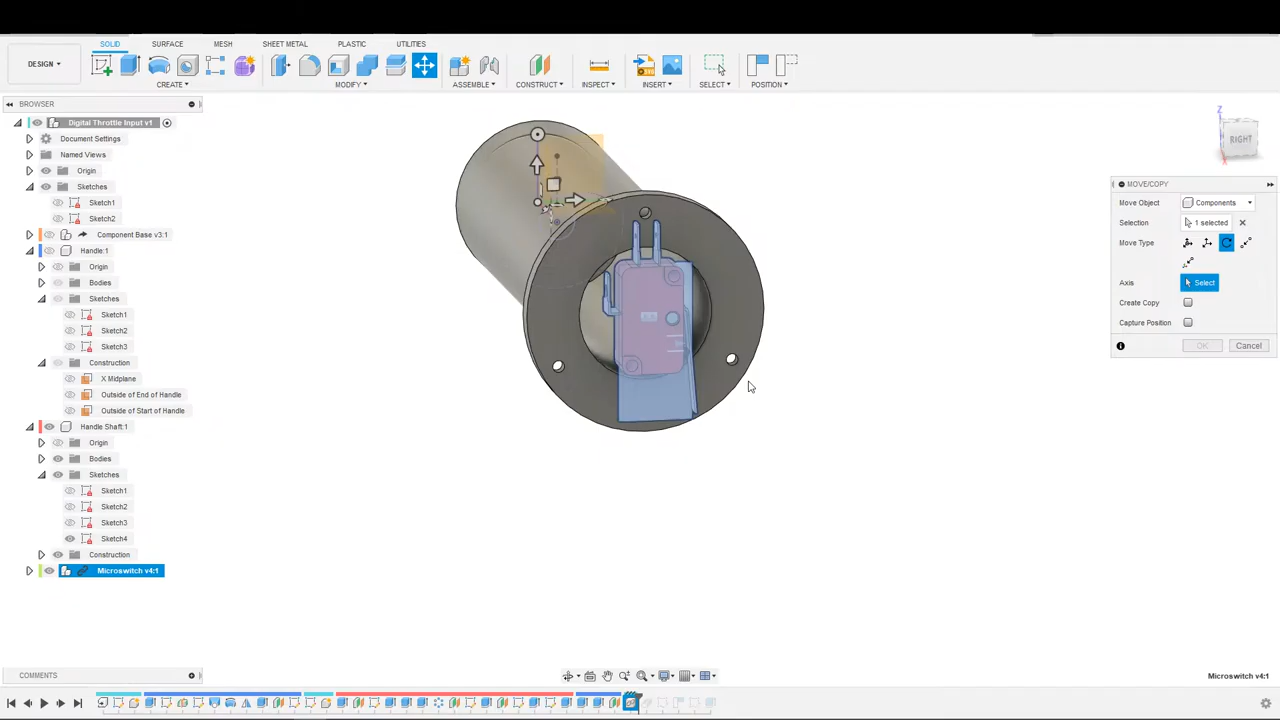 SOLID SURFACE MESH SHEET METAL PLASTIC UTILITIES
DESIGN
CREATE MODIFY ASSEMBLE CONSTRUCT INSPECT INSERT SELECT POSITION
BROWSER
Digital Throttle Input v1
Document Settings
Named Views
Origin
Sketches
Sketch1
Sketch2
Component Base v3:1
Handle:1
Origin
Bodies
Sketches
Sketch1
Sketch2
Sketch3
Construction
X Midplane
Outside of End of Handle
Outside of Start of Handle
Handle Shaft:1
Origin
Bodies
Sketches
Sketch1
Sketch2
Sketch3
Sketch4
Construction
Microswitch v4:1
Z
RIGHT
X
MOVE/COPY
Move Object Components
Selection 1 selected
Move Type
Axis Select
Create Copy
Capture Position
OK Cancel
COMMENTS
Microswitch v4:1